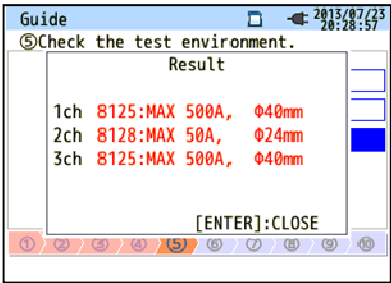 Guide 2013/07/23
20:28:57
⑤Check the test environment.
Result
1ch 8125:MAX 500A, Φ40mm
2ch 8128:MAX 50A, Φ24mm
3ch 8125:MAX 500A, Φ40mm
[ENTER]:CLOSE
① ② ③ ④ ⑤ ⑥ ⑦ ⑧ ⑨ ⑩